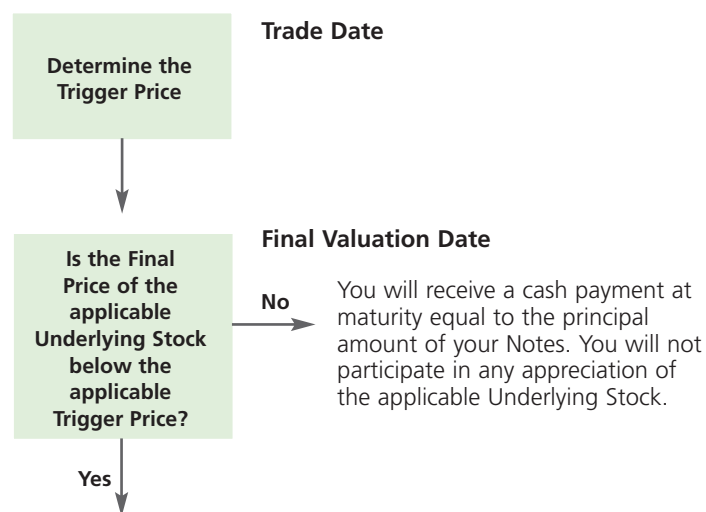 Trade Date
Determine the
Trigger Price
Final Valuation Date
Is the Final
Price of the
applicable
Underlying Stock
below the
applicable
Trigger Price?
No
You will receive a cash payment at
maturity equal to the principal
amount of your Notes. You will not
participate in any appreciation of
the applicable Underlying Stock.
Yes